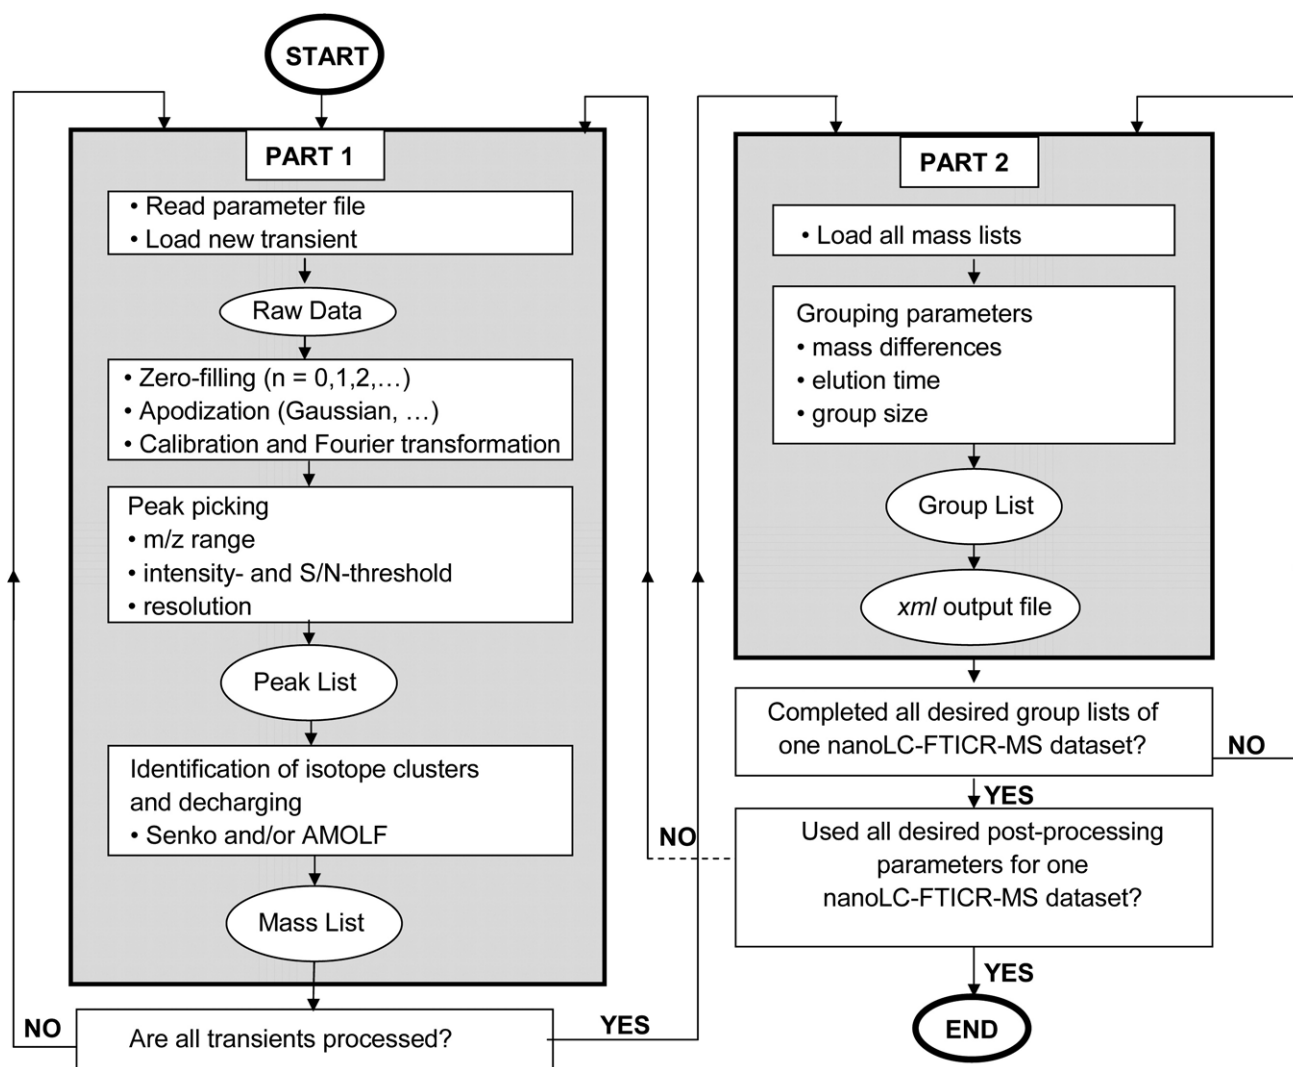 START
PART 1
• Read parameter file
• Load new transient
Raw Data
• Zero-filling (n = 0,1,2,…)
• Apodization (Gaussian, …)
• Calibration and Fourier transformation
Peak picking
• m/z range
• intensity- and S/N-threshold
• resolution
Peak List
Identification of isotope clusters
and decharging
• Senko and/or AMOLF
Mass List
Are all transients processed?
NO
YES
PART 2
• Load all mass lists
Grouping parameters
• mass differences
• elution time
• group size
Group List
xml output file
Completed all desired group lists of
one nanoLC-FTICR-MS dataset?
NO
YES
Used all desired post-processing
parameters for one
nanoLC-FTICR-MS dataset?
NO
YES
END